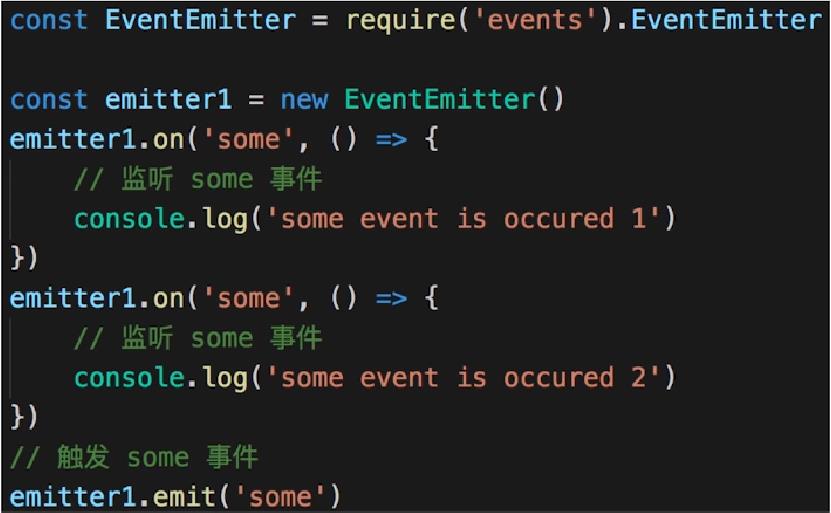 const EventEmitter = require('events').EventEmitter

const emitter1 = new EventEmitter()
emitter1.on('some', () => {
    // 监听 some 事件
    console.log('some event is occured 1')
})
emitter1.on('some', () => {
    // 监听 some 事件
    console.log('some event is occured 2')
})
// 触发 some 事件
emitter1.emit('some')